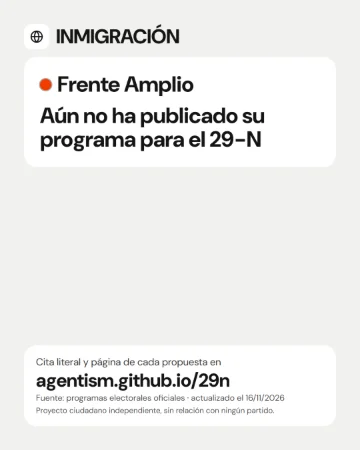 INMIGRACIÓN
Frente Amplio
Aún no ha publicado su
programa para el 29-N
Cita literal y página de cada propuesta en
agentism.github.io/29n
Fuente: programas electorales oficiales · actualizado el 16/11/2026
Proyecto ciudadano independiente, sin relación con ningún partido.